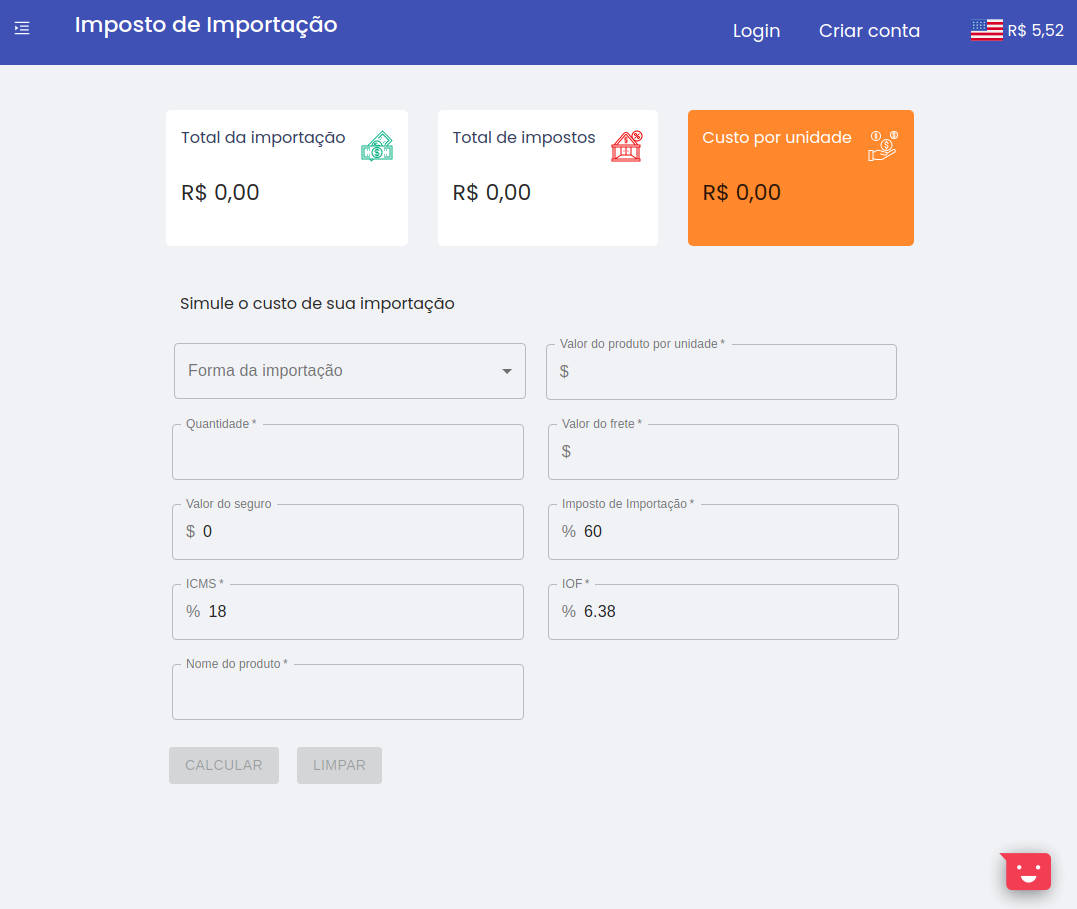 Imposto de Importação
Login
Criar conta
R$ 5,52
Total da importação
R$ 0,00
Total de impostos
R$ 0,00
Custo por unidade
R$ 0,00
Simule o custo de sua importação
Forma da importação
Valor do produto por unidade *
$
Quantidade *
Valor do frete *
$
Valor do seguro
$ 0
Imposto de Importação *
% 60
ICMS *
% 18
IOF *
% 6.38
Nome do produto *
CALCULAR
LIMPAR